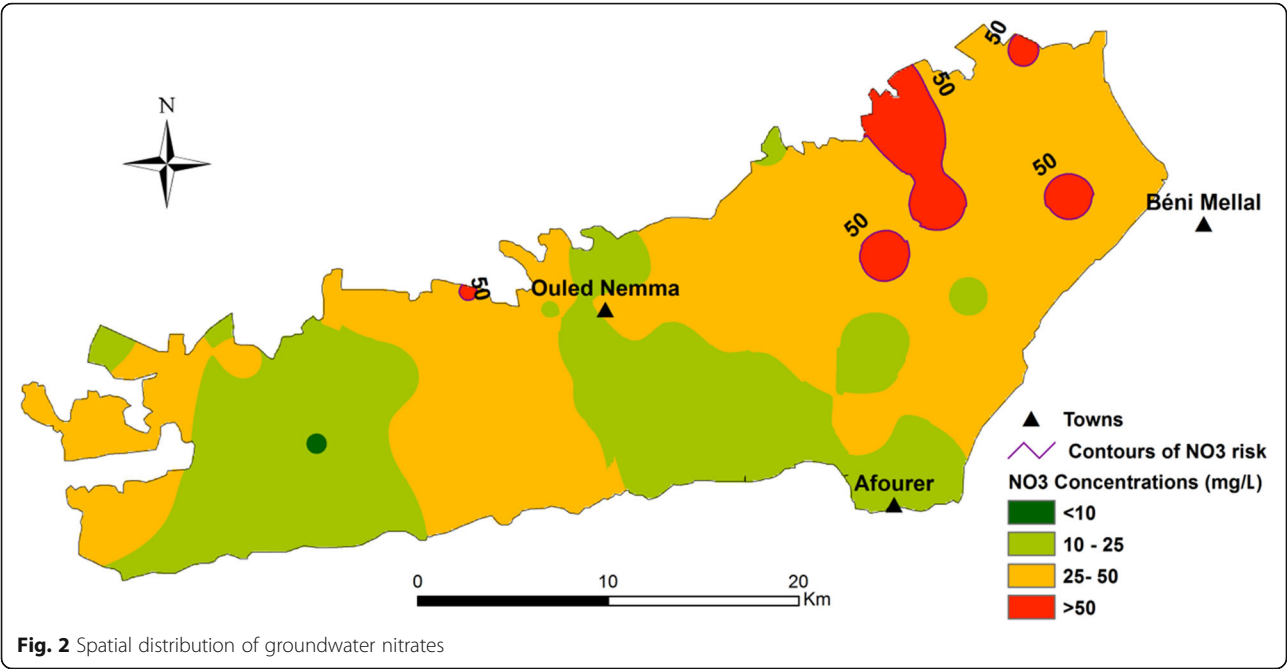 N
50
50
50
50
50
Béni Mellal
Ouled Nemma
Afourer
Towns
Contours of NO3 risk
NO3 Concentrations (mg/L)
<10
10 - 25
25- 50
>50
0 10 20
Km
Fig. 2 Spatial distribution of groundwater nitrates